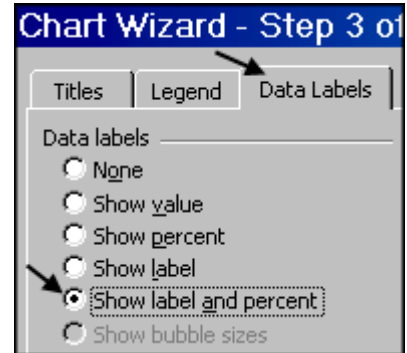 Chart Wizard - Step 3 of
Titles Legend Data Labels
Data labels
None
Show value
Show percent
Show label
Show label and percent
Show bubble sizes